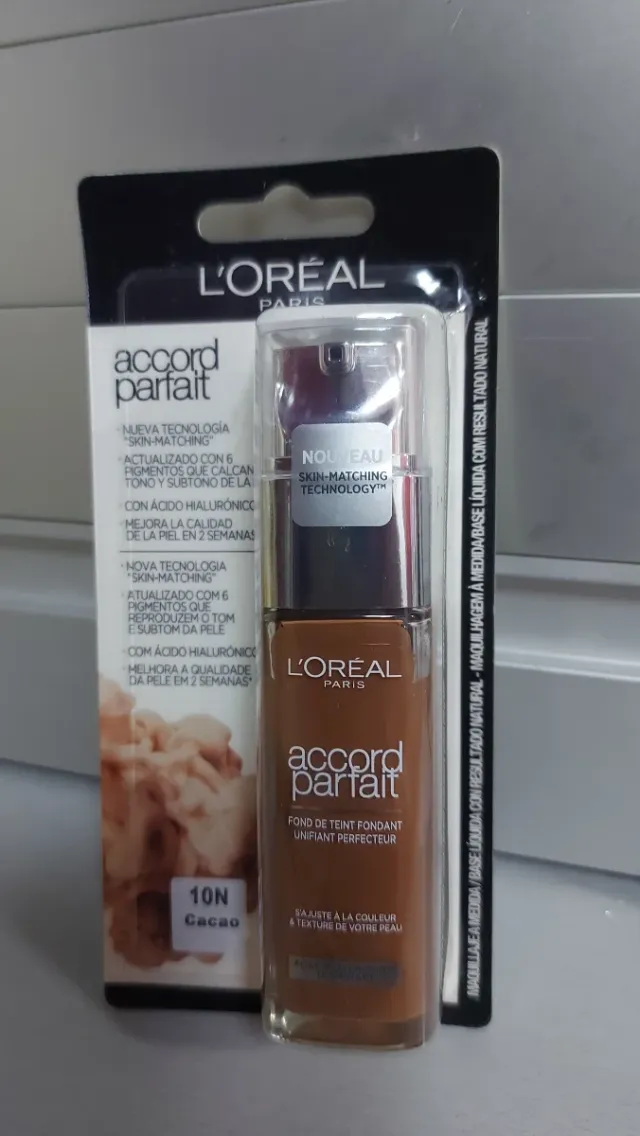 L'ORÉAL
PARIS
accord
parfait
NUEVA TECNOLOGÍA
"SKIN-MATCHING"
ACTUALIZADO CON 6
PIGMENTOS QUE CALCAN
TONO Y SUBTONO DE LA
CON ÁCIDO HIALURÓNICO
MEJORA LA CALIDAD
DE LA PIEL EN 2 SEMANAS
NOVA TECNOLOGIA
"SKIN-MATCHING"
ATUALIZADO COM 6
PIGMENTOS QUE
REPRODUZEM O TOM
E SUBTOM DA PELE
COM ÁCIDO HIALURÓNICO
MELHORA A QUALIDADE
DA PELE EM 2 SEMANAS*
10N
Cacao
NOUVEAU
SKIN-MATCHING
TECHNOLOGY™
L'ORÉAL
PARIS
accord
parfait
FOND DE TEINT FONDANT
UNIFIANT PERFECTEUR
S'AJUSTE À LA COULEUR
& TEXTURE DE VOTRE PEAU
MAQUILLAJE A MEDIDA / BASE LÍQUIDA CON RESULTADO NATURAL - MAQUILHAGEM À MEDIDA/BASE LÍQUIDA COM RESULTADO NATURAL